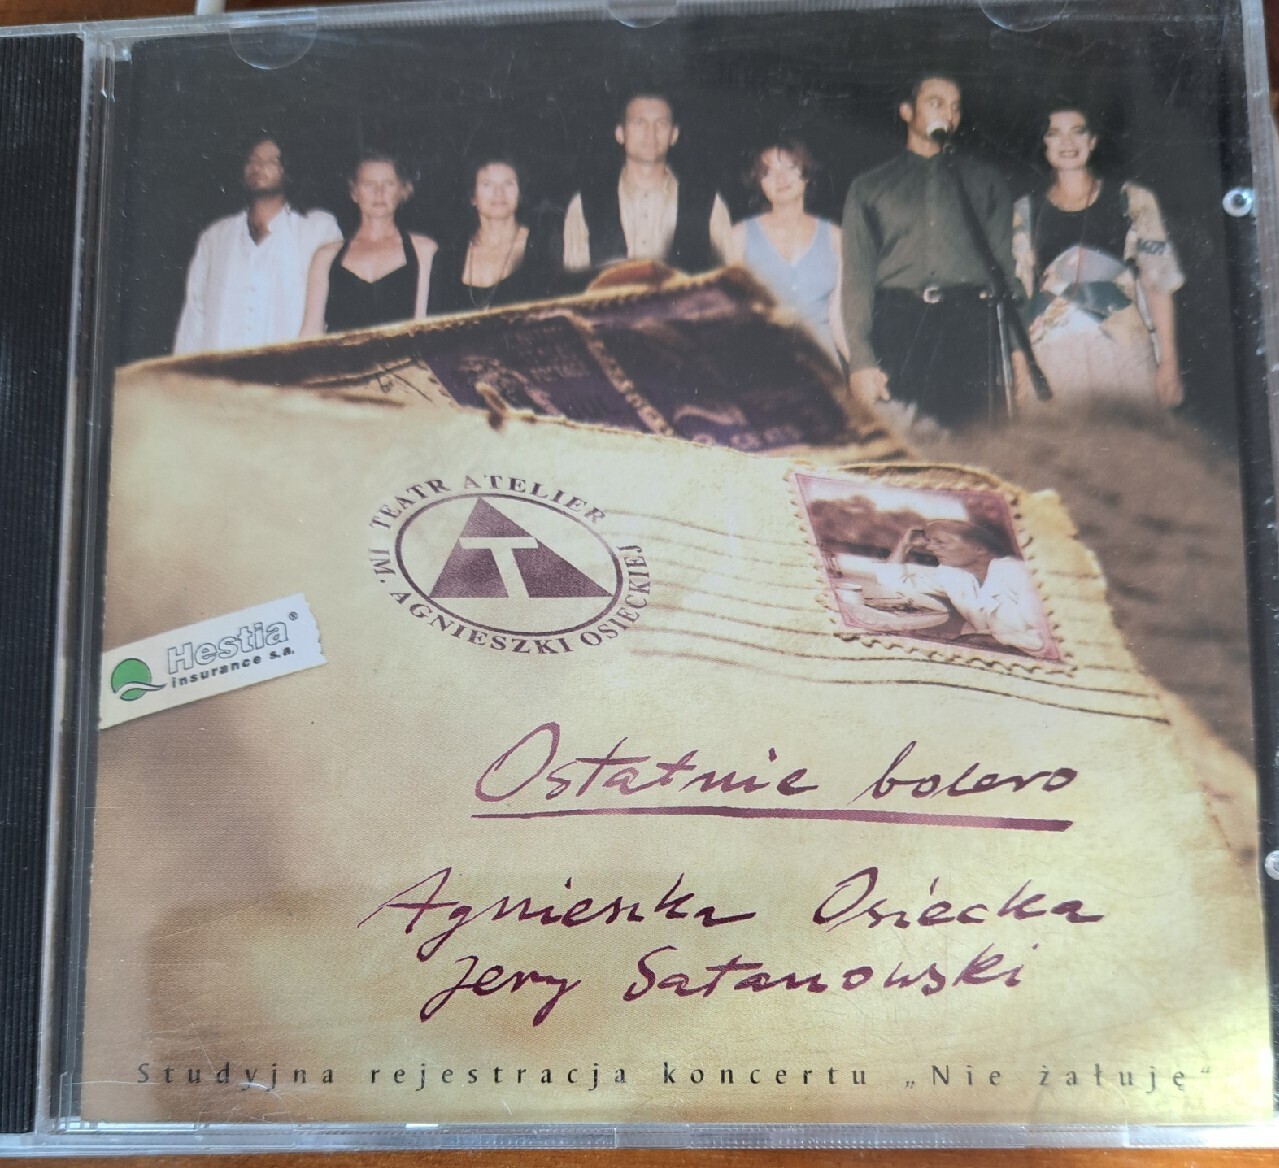 TEATR ATELIER
IM. AGNIESZKI OSIECKIEJ
T
Hestia®
insurance s.a.
Ostatnie bolero
Agnieszka Osiecka
Jerzy Satanowski
Studyjna rejestracja koncertu „Nie żałuję"